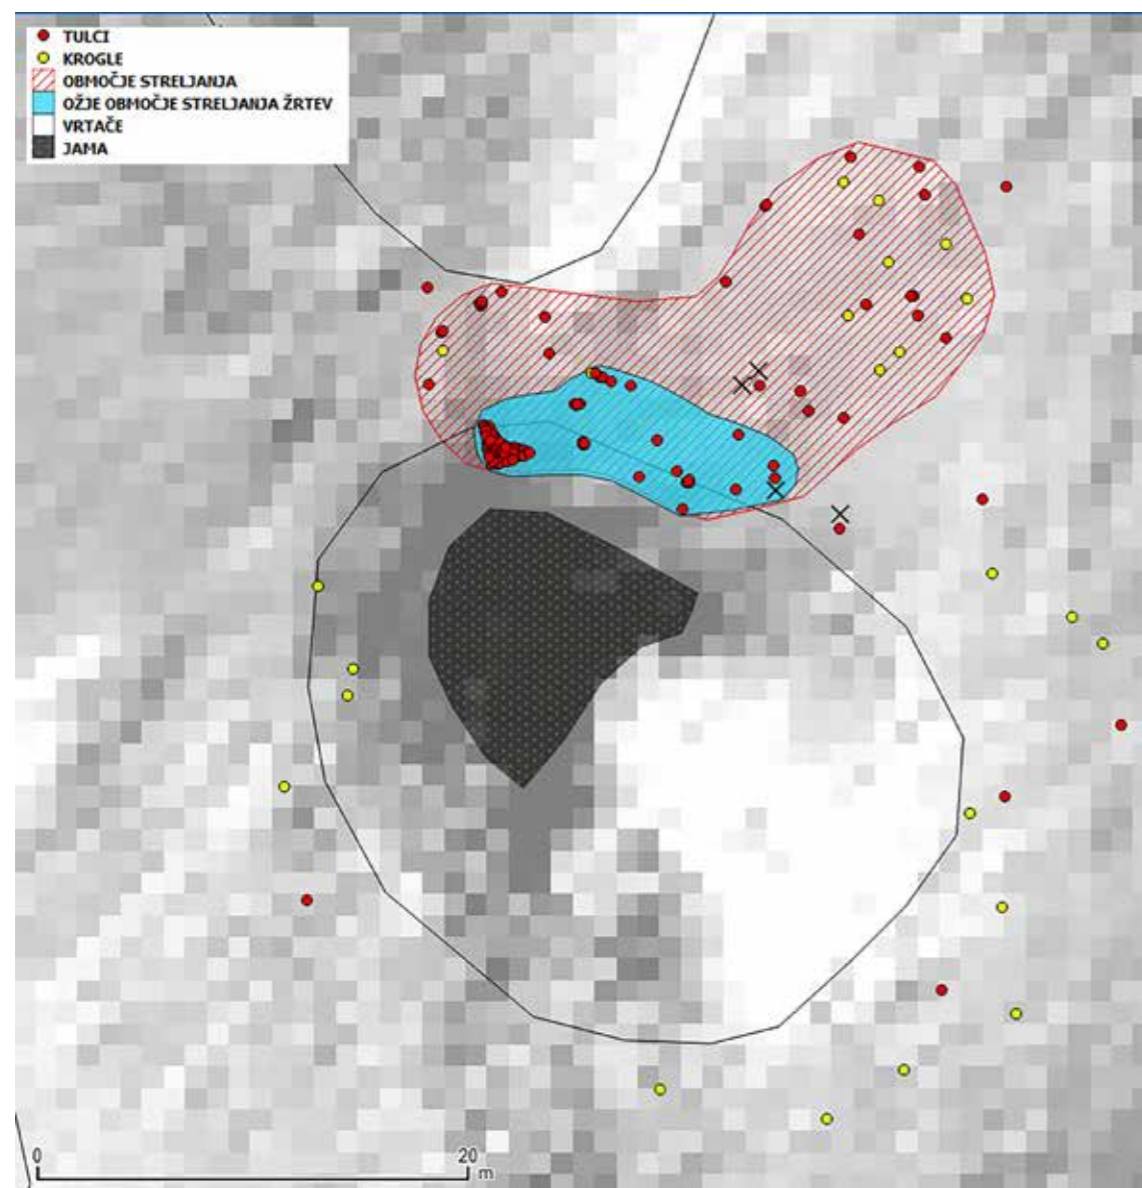 TULCI
KROGLE
OBMOČJE STRELJANJA
OŽJE OBMOČJE STRELJANJA ŽRTEV
VRTAČE
JAMA
0 20
m